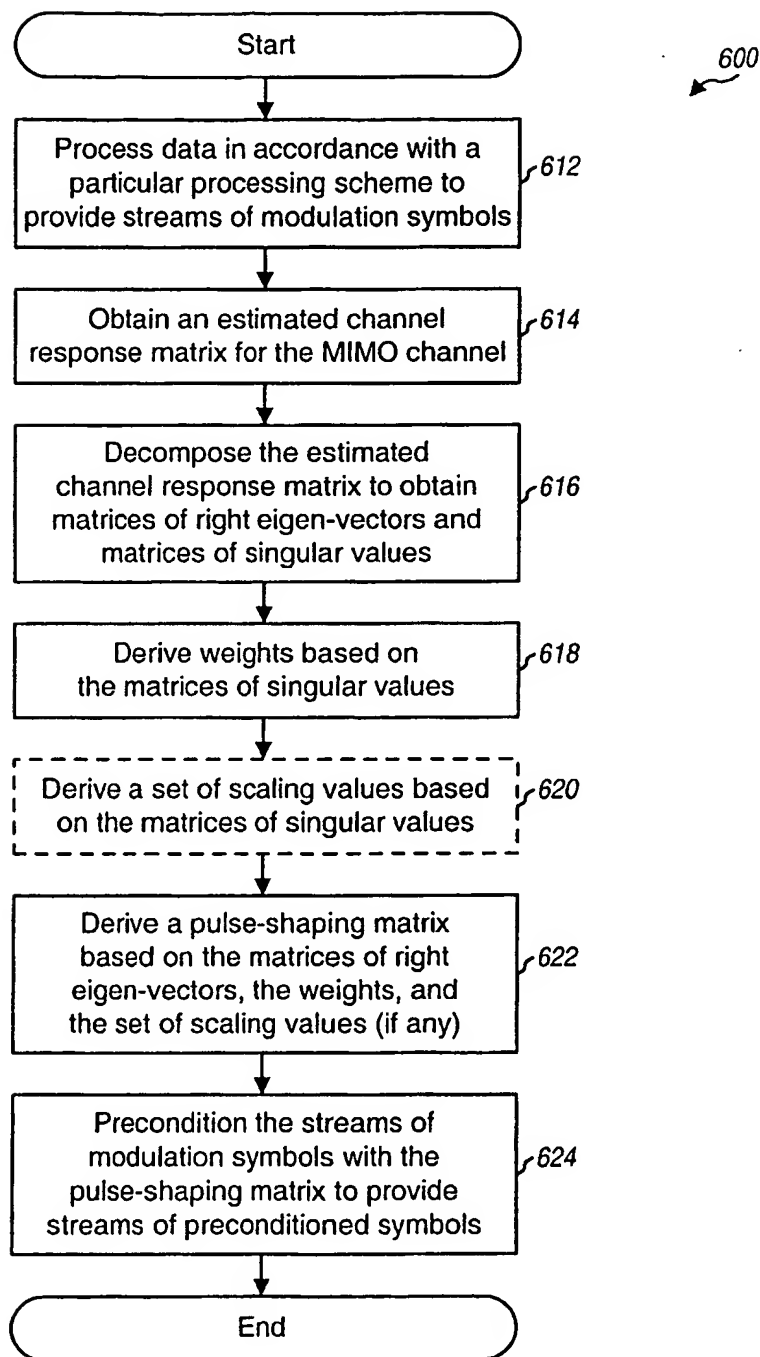 Start
600
Process data in accordance with a
particular processing scheme to
provide streams of modulation symbols
612
Obtain an estimated channel
response matrix for the MIMO channel
614
Decompose the estimated
channel response matrix to obtain
matrices of right eigen-vectors and
matrices of singular values
616
Derive weights based on
the matrices of singular values
618
Derive a set of scaling values based
on the matrices of singular values
620
Derive a pulse-shaping matrix
based on the matrices of right
eigen-vectors, the weights, and
the set of scaling values (if any)
622
Precondition the streams of
modulation symbols with the
pulse-shaping matrix to provide
streams of preconditioned symbols
624
End